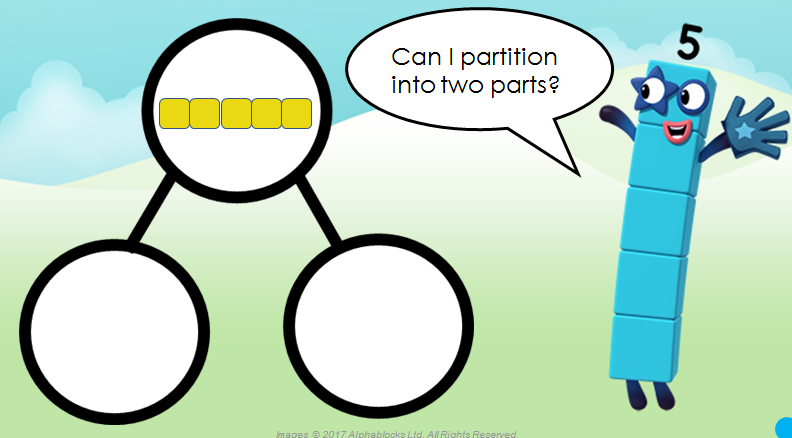 5
Can I partition
into two parts?
Images © 2017 Alphablocks Ltd. All Rights Reserved.